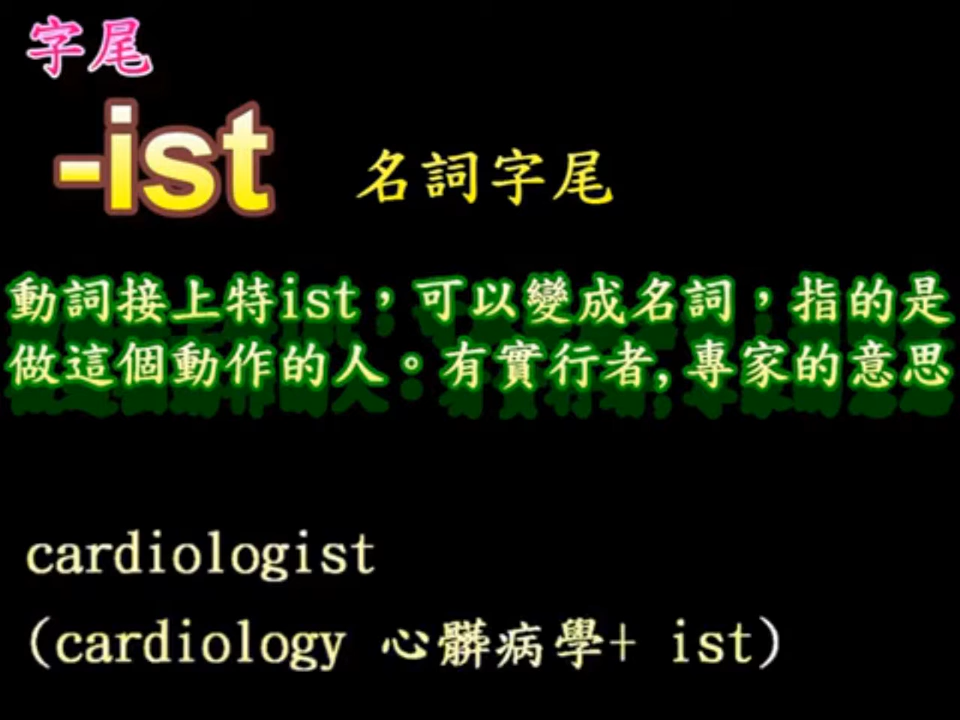 字尾
-ist
名詞字尾
動詞接上特ist，可以變成名詞，指的是
做這個動作的人。有實行者,專家的意思
cardiologist
(cardiology 心髒病學+ ist)